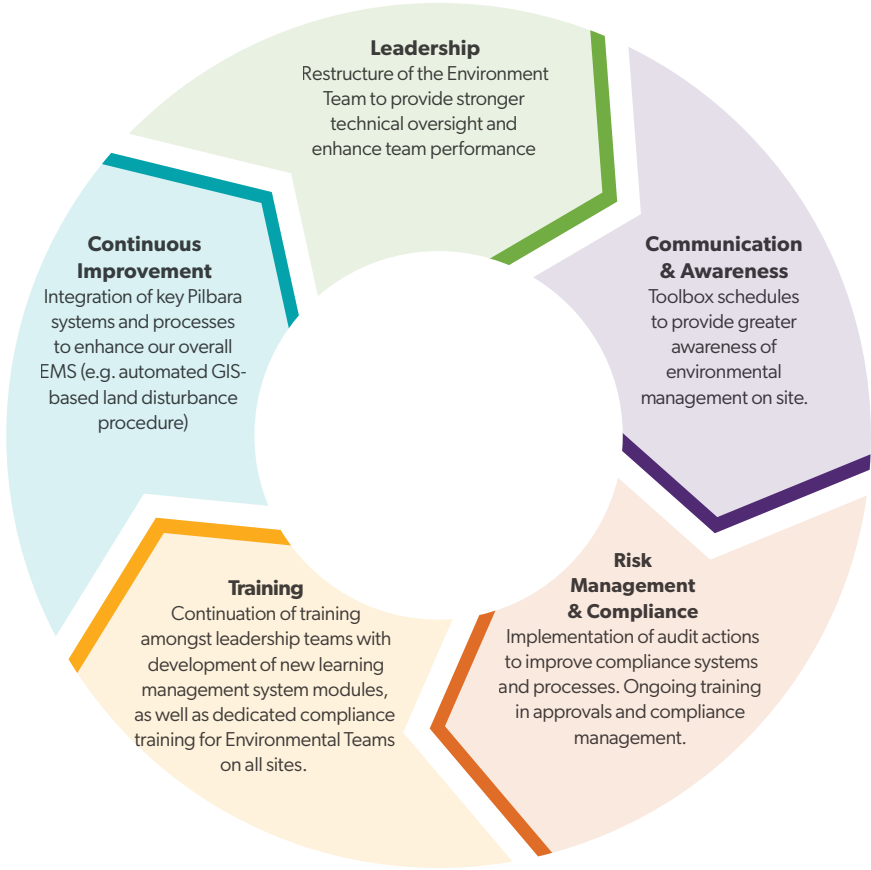 Leadership
Restructure of the Environment
Team to provide stronger
technical oversight and
enhance team performance
Communication
& Awareness
Toolbox schedules
to provide greater
awareness of
environmental
management on site.
Risk
Management
& Compliance
Implementation of audit actions
to improve compliance systems
and processes. Ongoing training
in approvals and compliance
management.
Training
Continuation of training
amongst leadership teams with
development of new learning
management system modules,
as well as dedicated compliance
training for Environmental Teams
on all sites.
Continuous
Improvement
Integration of key Pilbara
systems and processes
to enhance our overall
EMS (e.g. automated GIS-
based land disturbance
procedure)